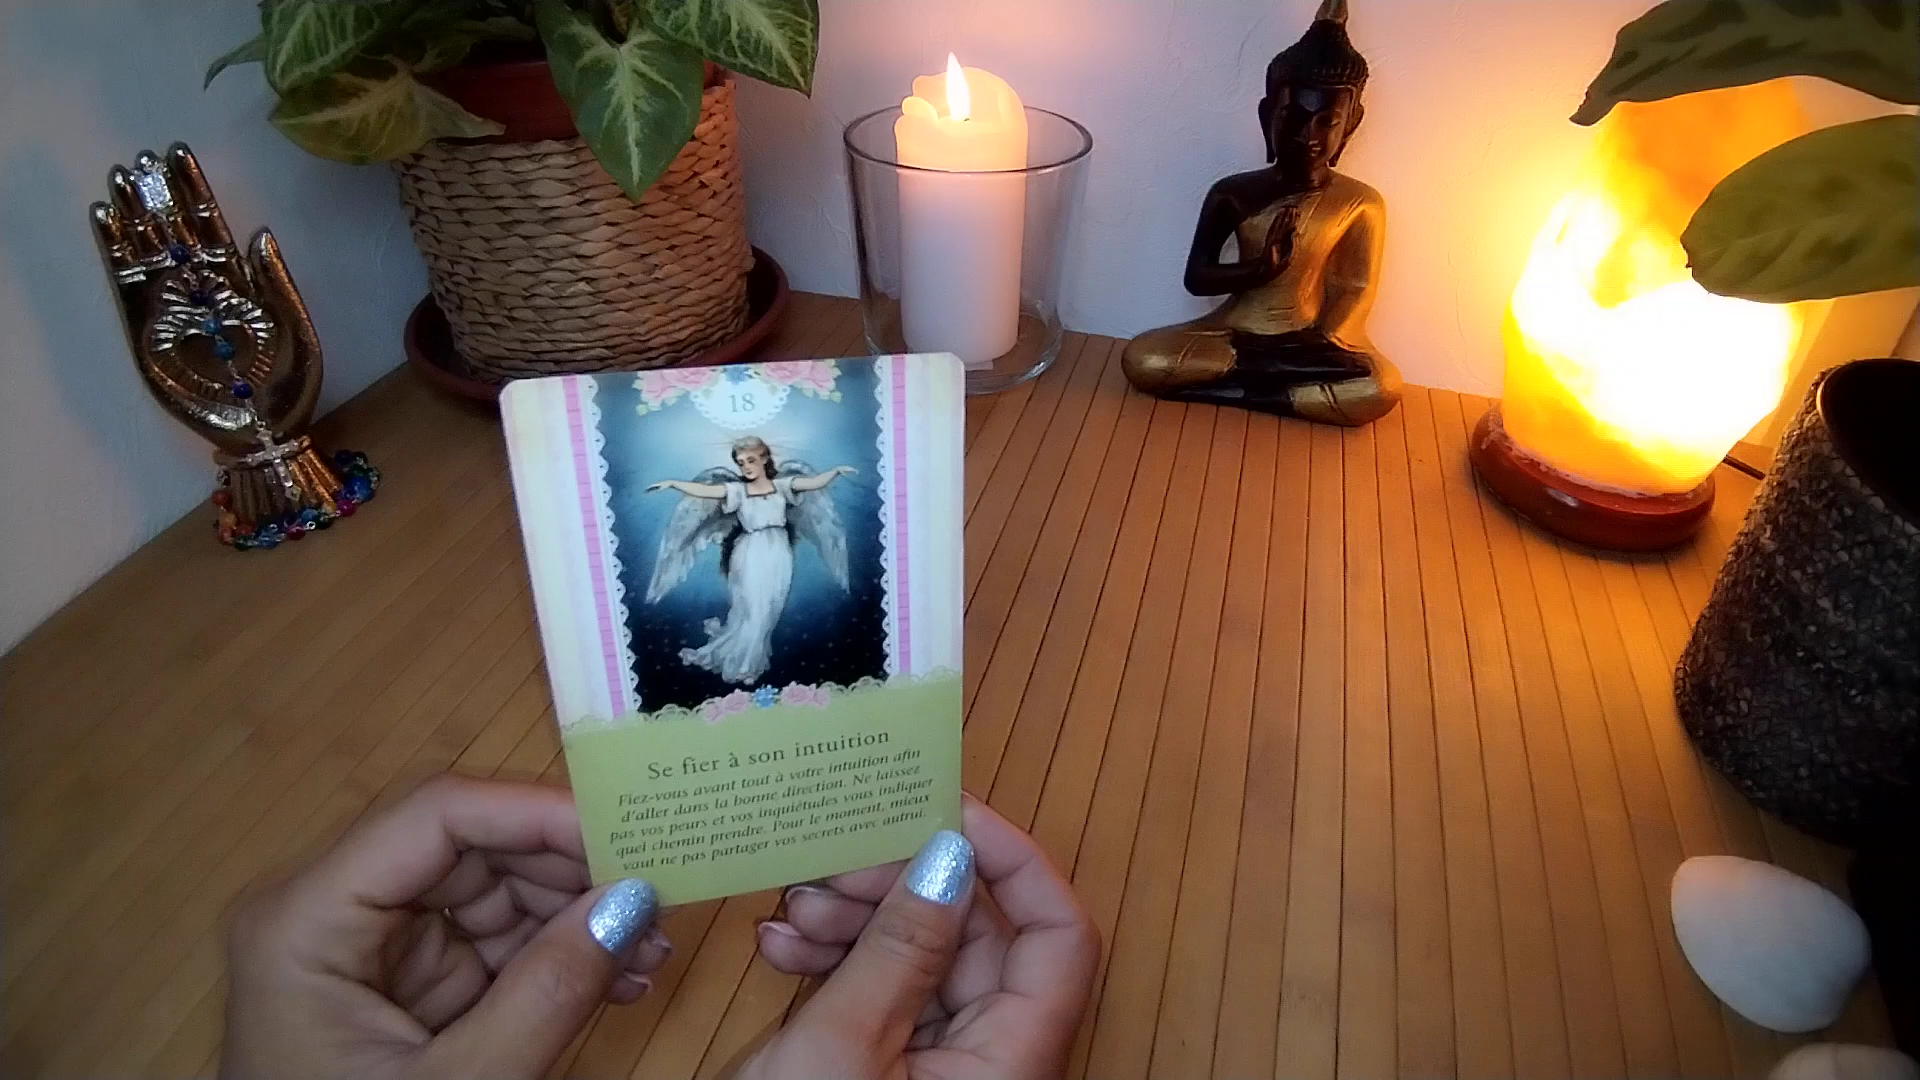 18
Se fier à son intuition
Fiez-vous avant tout à votre intuition afin
d'aller dans la bonne direction. Ne laissez
pas vos peurs et vos inquiétudes vous indiquer
quel chemin prendre. Pour le moment, mieux
vaut ne pas partager vos secrets avec autrui.